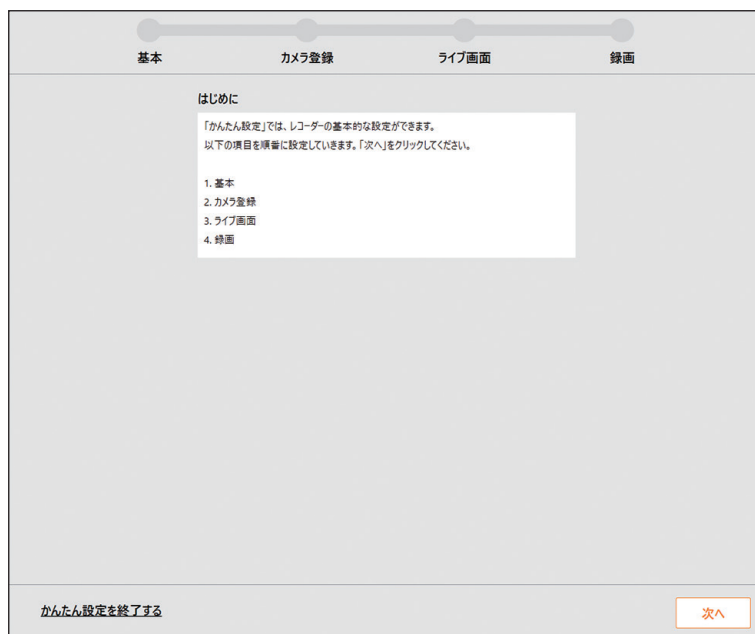 基本
カメラ登録
ライブ画面
録画
はじめに
「かんたん設定」では、レコーダーの基本的な設定ができます。
以下の項目を順番に設定していきます。「次へ」をクリックしてください。
1. 基本
2. カメラ登録
3. ライブ画面
4. 録画
かんたん設定を終了する
次へ